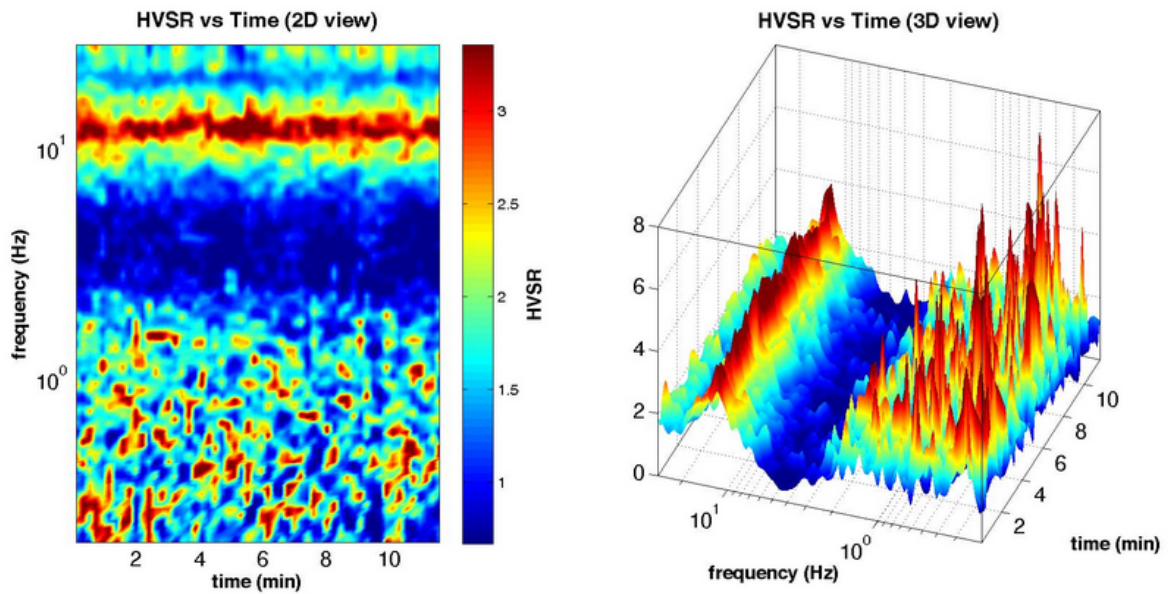 HVSR vs Time (2D view)
frequency (Hz)
10¹
10⁰
2 4 6 8 10
time (min)
3
2.5
2
1.5
1
HVSR
HVSR vs Time (3D view)
8
6
4
2
0
10¹
10⁰
frequency (Hz)
2
4
6
8
10
time (min)